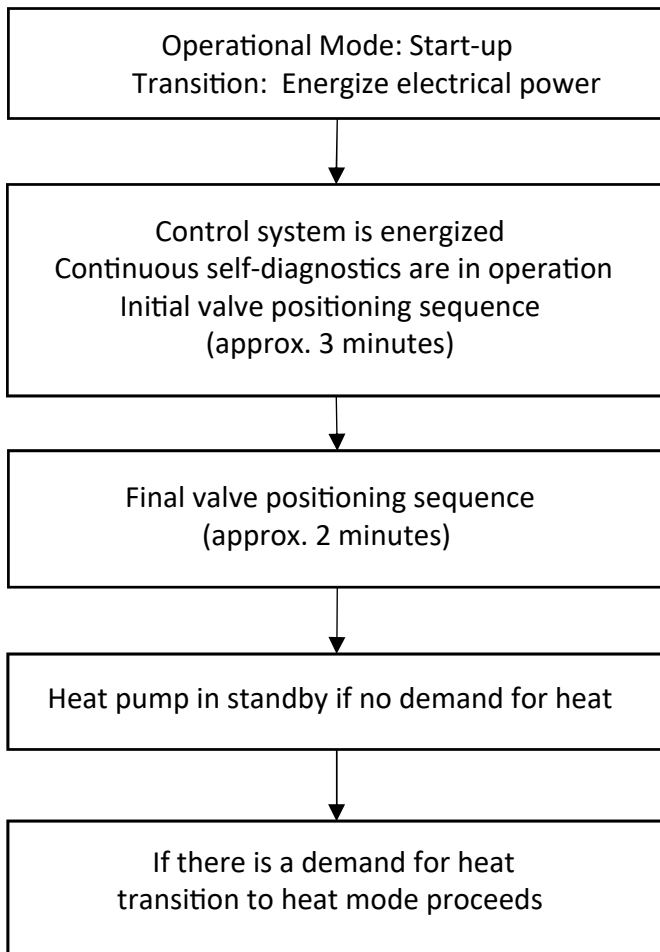 Operational Mode: Start-up
Transition: Energize electrical power
Control system is energized
Continuous self-diagnostics are in operation
Initial valve positioning sequence
(approx. 3 minutes)
Final valve positioning sequence
(approx. 2 minutes)
Heat pump in standby if no demand for heat
If there is a demand for heat
transition to heat mode proceeds